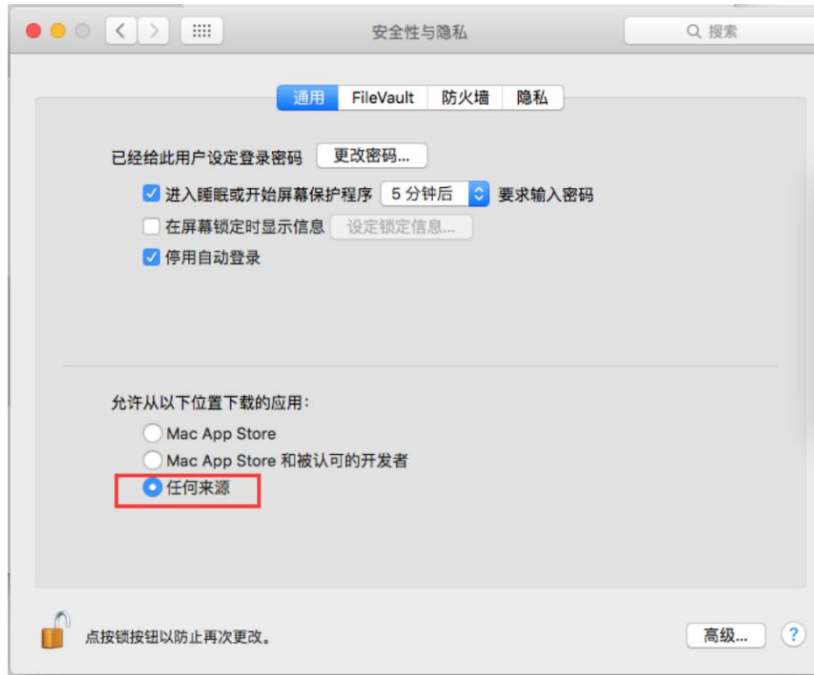 安全性与隐私
搜索
通用 FileVault 防火墙 隐私
已经给此用户设定登录密码 更改密码...
进入睡眠或开始屏幕保护程序 5 分钟后 要求输入密码
在屏幕锁定时显示信息 设定锁定信息...
停用自动登录
允许从以下位置下载的应用：
Mac App Store
Mac App Store 和被认可的开发者
任何来源
点按锁按钮以防止再次更改。 高级... ?